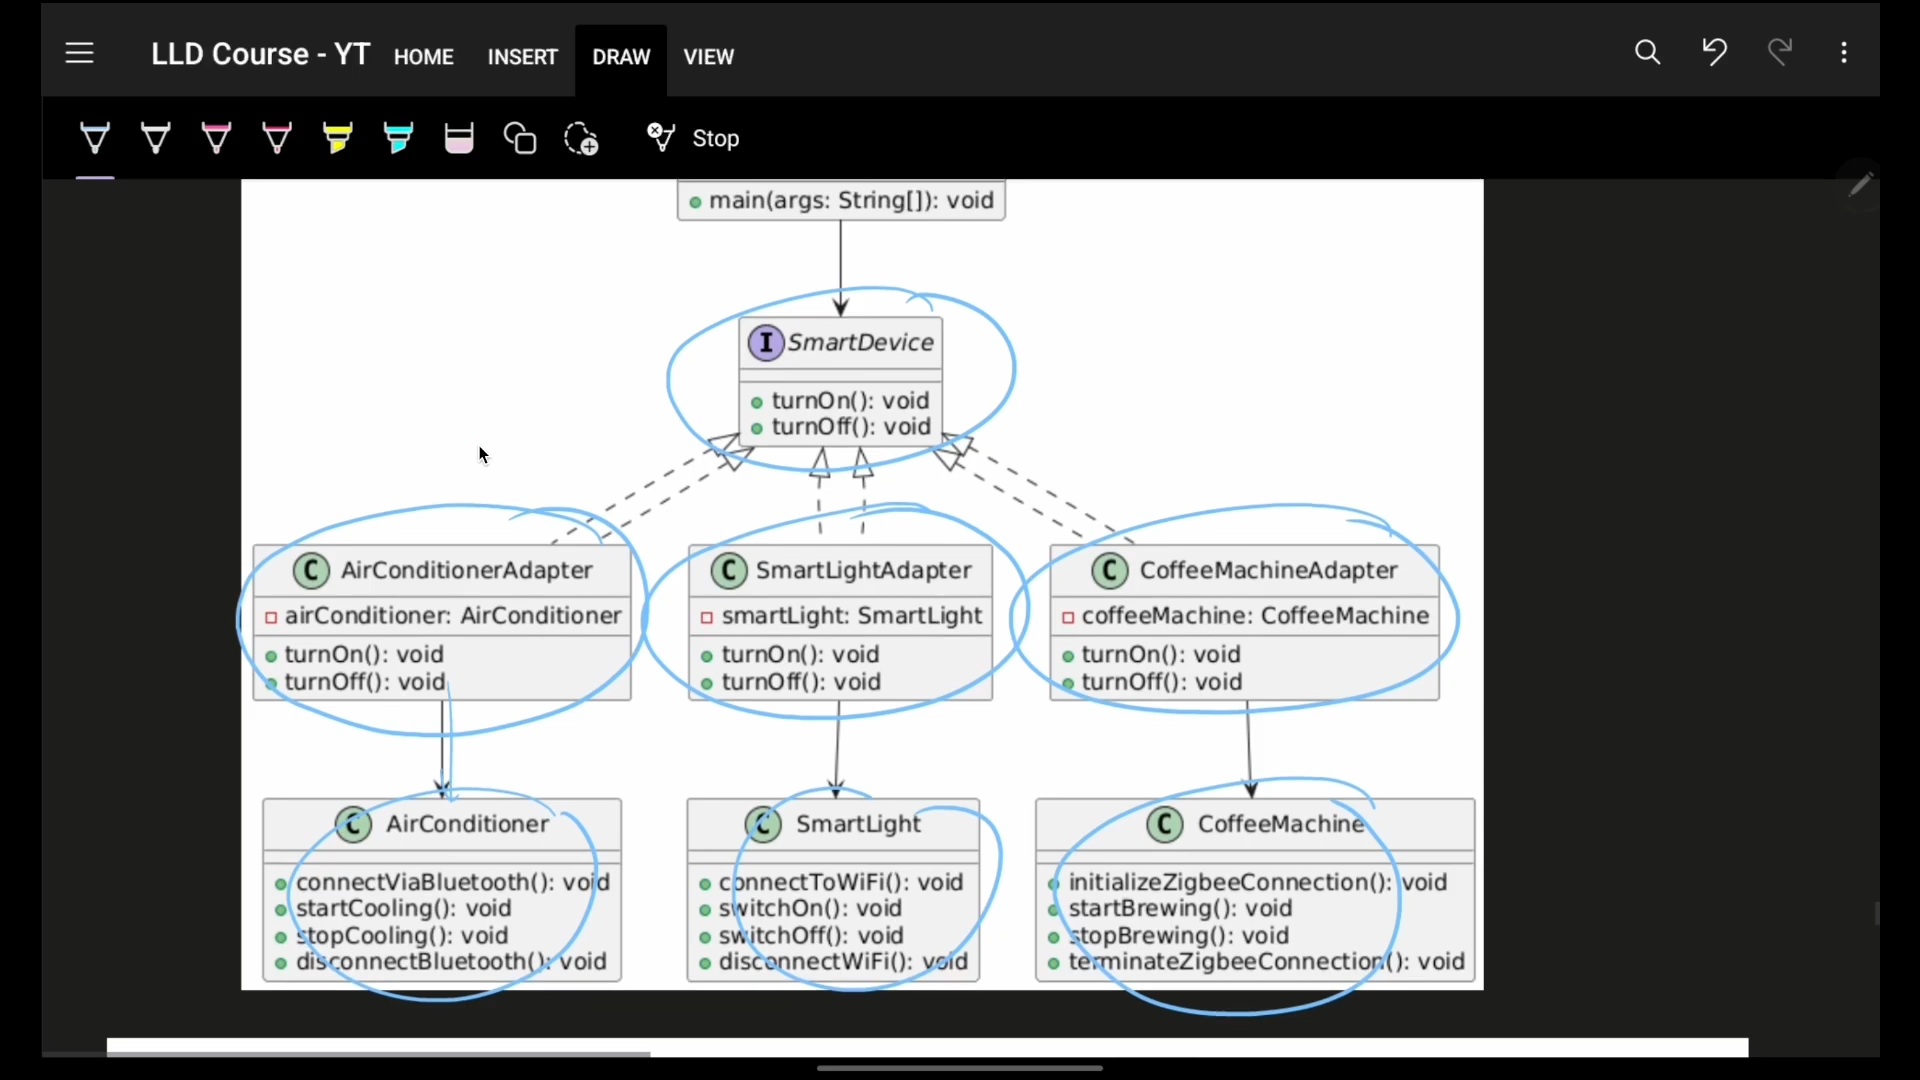 LLD Course - YT HOME INSERT DRAW VIEW
Stop
main(args: String[]): void
I SmartDevice
turnOn(): void
turnOff(): void
C AirConditionerAdapter
airConditioner: AirConditioner
turnOn(): void
turnOff(): void
C SmartLightAdapter
smartLight: SmartLight
turnOn(): void
turnOff(): void
C CoffeeMachineAdapter
coffeeMachine: CoffeeMachine
turnOn(): void
turnOff(): void
C AirConditioner
connectViaBluetooth(): void
startCooling(): void
stopCooling(): void
disconnectBluetooth(): void
C SmartLight
connectToWiFi(): void
switchOn(): void
switchOff(): void
disconnectWiFi(): void
C CoffeeMachine
initializeZigbeeConnection(): void
startBrewing(): void
stopBrewing(): void
terminateZigbeeConnection(): void